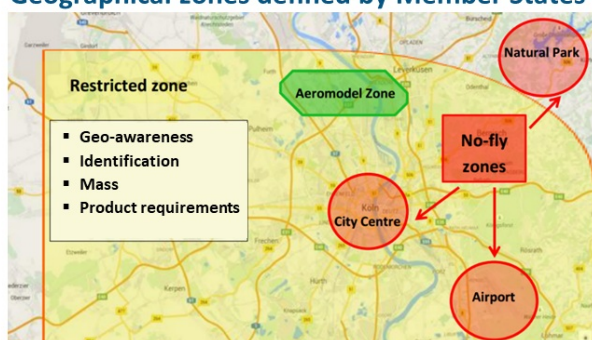 Geographical zones defined by Member States
Natural Park
Restricted zone
Leverkusen
Aeromodel Zone
▪ Geo-awareness
▪ Identification
▪ Mass
▪ Product requirements
Pulheim
No-fly
zones
Köln
City Centre
Frechen
Hürth
Kerpen
Airport